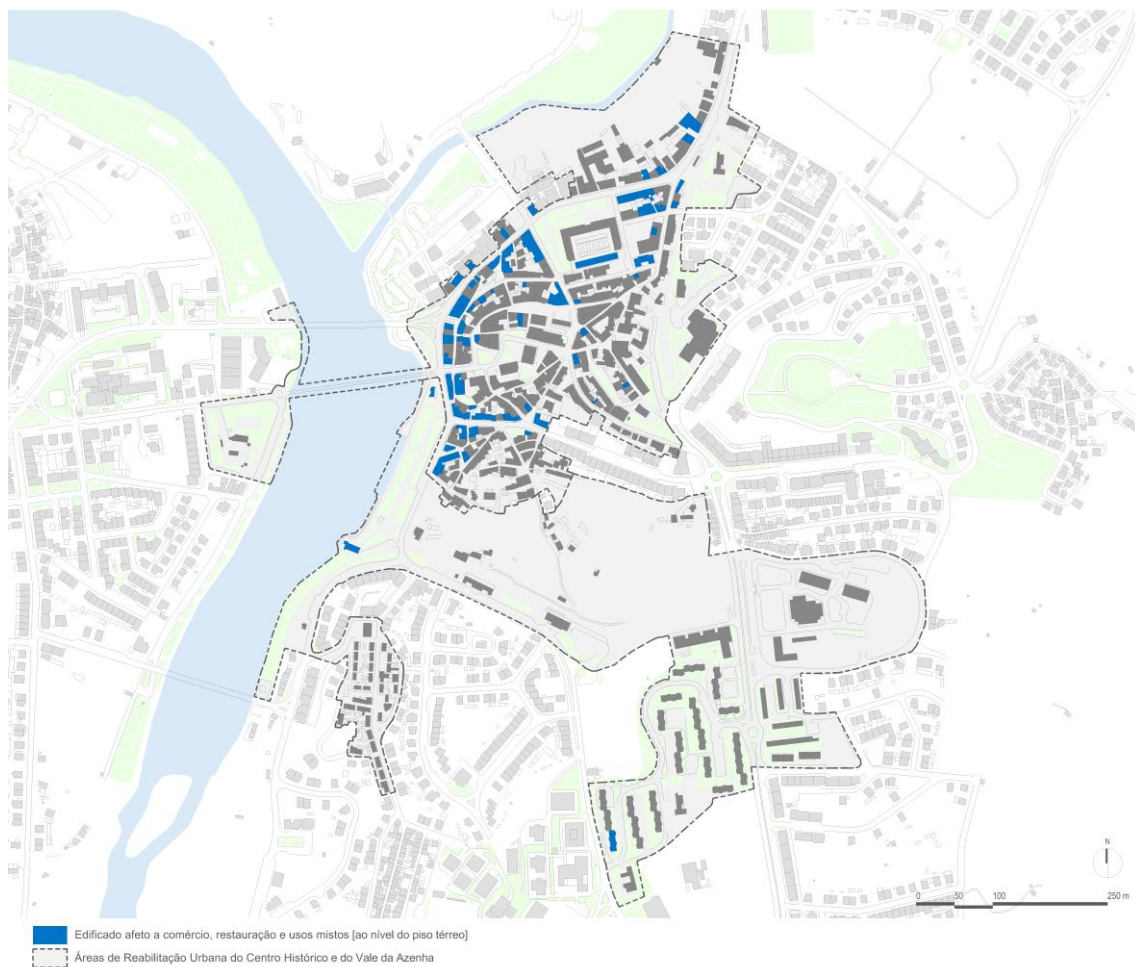 N
0 50 100 250 m
Edificado afeto a comércio, restauração e usos mistos [ao nível do piso térreo]
Áreas de Reabilitação Urbana do Centro Histórico e do Vale da Azenha